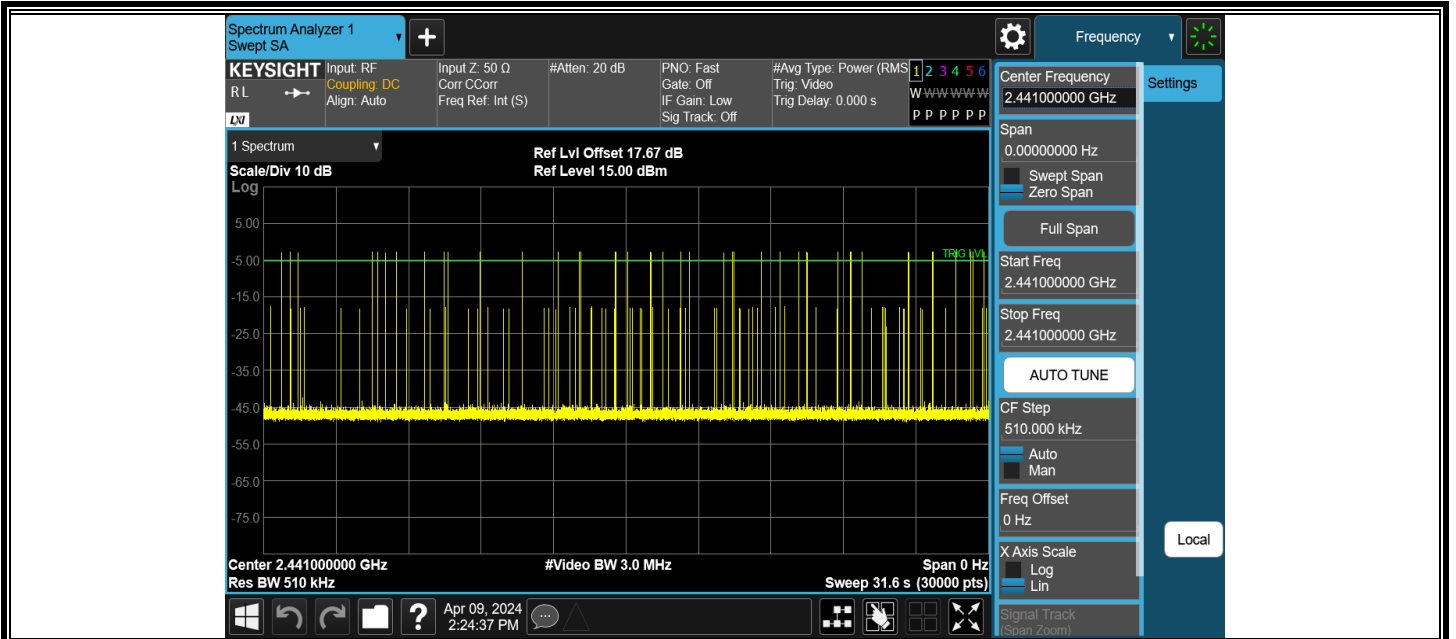 Spectrum Analyzer 1
Swept SA
Frequency
KEYSIGHT
RL
LXI
Input: RF
Coupling: DC
Align: Auto
Input Z: 50 Ω
Corr CCorr
Freq Ref: Int (S)
#Atten: 20 dB
PNO: Fast
Gate: Off
IF Gain: Low
Sig Track: Off
#Avg Type: Power (RMS
Trig: Video
Trig Delay: 0.000 s
1 2 3 4 5 6
W W W W W W
P P P P P P
1 Spectrum
Scale/Div 10 dB
Log
Ref Lvl Offset 17.67 dB
Ref Level 15.00 dBm
5.00
-5.00
-15.0
-25.0
-35.0
-45.0
-55.0
-65.0
-75.0
TRIG LVL
Center 2.441000000 GHz
Res BW 510 kHz
#Video BW 3.0 MHz
Span 0 Hz
Sweep 31.6 s (30000 pts)
Center Frequency
2.441000000 GHz
Settings
Span
0.00000000 Hz
Swept Span
Zero Span
Full Span
Start Freq
2.441000000 GHz
Stop Freq
2.441000000 GHz
AUTO TUNE
CF Step
510.000 kHz
Auto
Man
Freq Offset
0 Hz
X Axis Scale
Log
Lin
Signal Track
(Span Zoom)
Local
?
Apr 09, 2024
2:24:37 PM